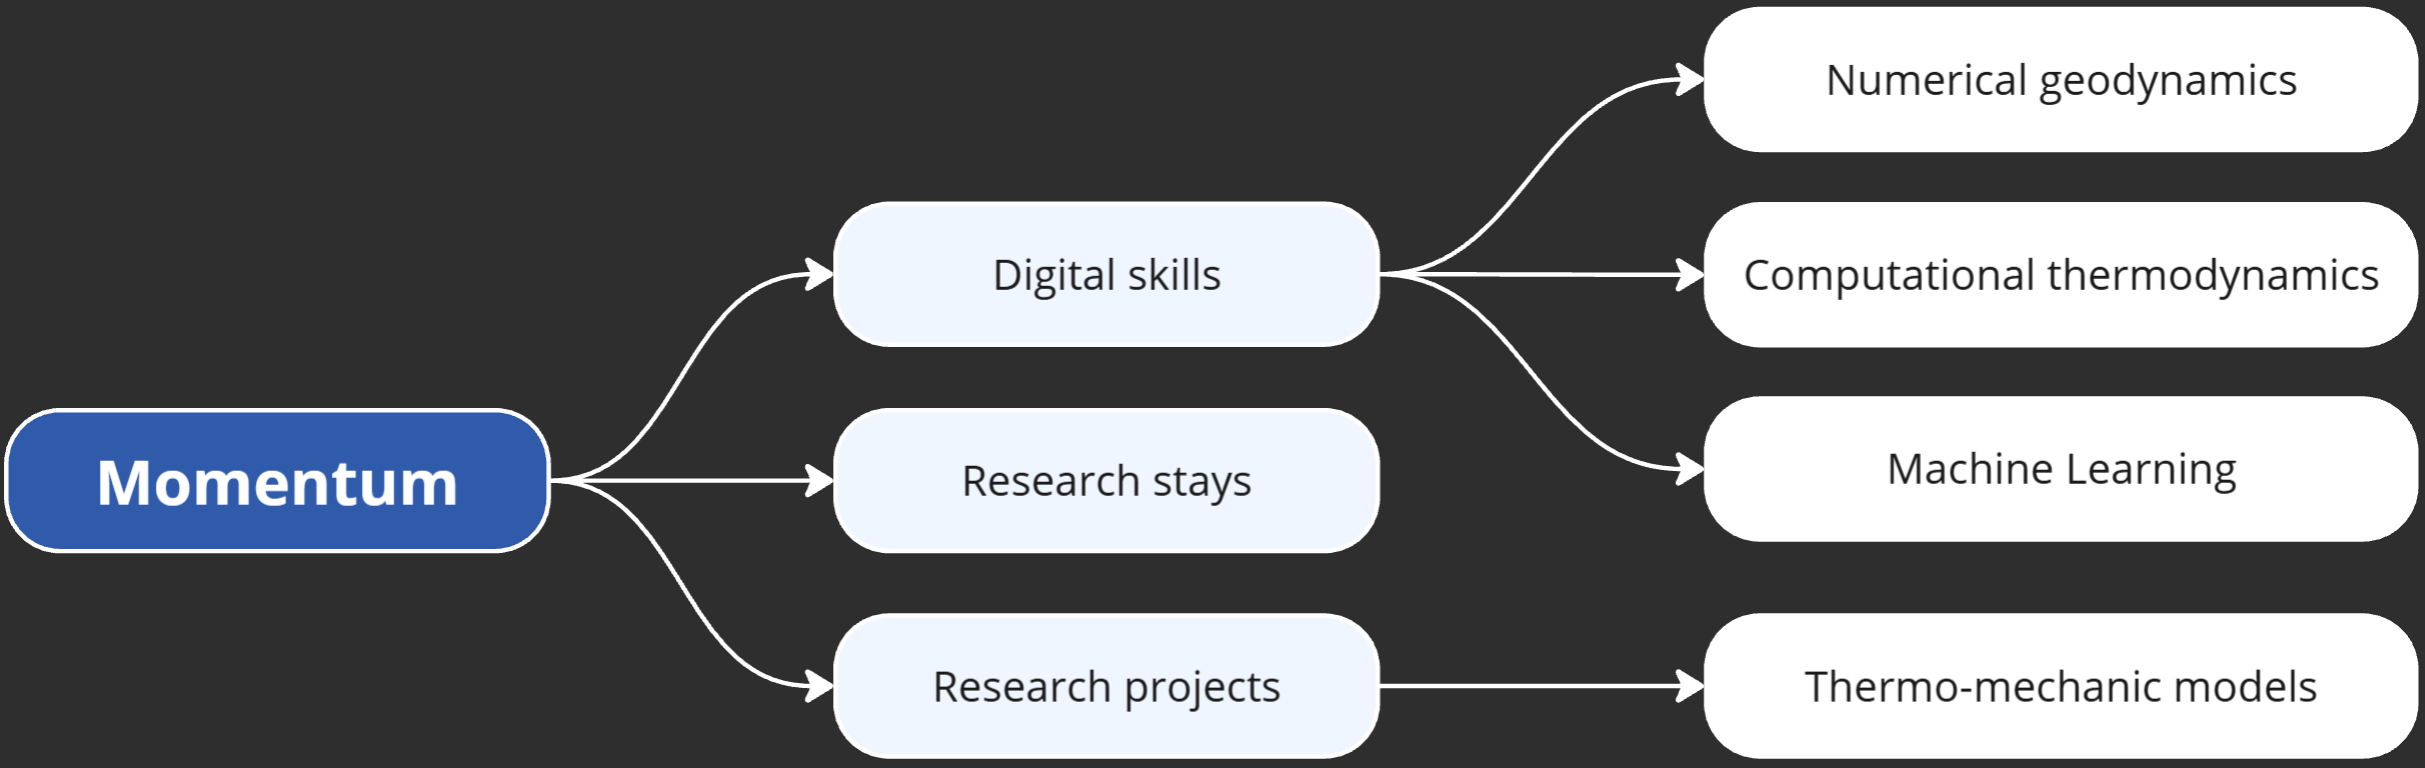 Momentum
Digital skills
Research stays
Research projects
Numerical geodynamics
Computational thermodynamics
Machine Learning
Thermo-mechanic models